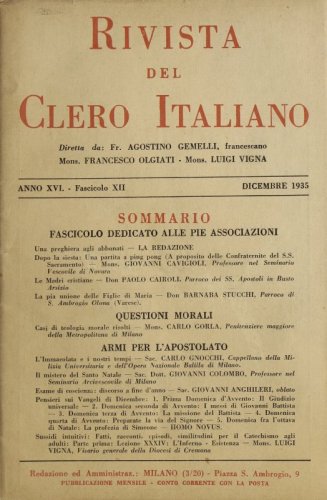 RIVISTA
DEL
CLERO ITALIANO
Diretta da: Fr. AGOSTINO GEMELLI, francescano
Mons. FRANCESCO OLGIATI - Mons. LUIGI VIGNA
ANNO XVI. - Fascicolo XII
DICEMBRE 1935
SOMMARIO
FASCICOLO DEDICATO ALLE PIE ASSOCIAZIONI
Una preghiera agli abbonati — LA REDAZIONE
Dopo la siesta: Una partita a ping pong (A proposito delle Confraternite del S.S.
Sacramento) — Mons. GIOVANNI CAVIGIOLI, Professore nel Seminario
Vescovile di Novara
Le Madri cristiane — Don PAOLO CAIROLI, Parroco dei SS. Apostoli in Busto
Arsizio
La pia unione delle Figlie di Maria — Don BARNABA STUCCHI, Parroco di
S. Ambrogio Olona (Varese).
QUESTIONI MORALI
Casi di teologia morale risolti — Mons. CARLO GORLA, Penitenziere maggiore
della Metropolitana di Milano
ARMI PER L'APOSTOLATO
L'Immacolata e i nostri tempi — Sac. CARLO GNOCCHI, Cappellano della Mi-
lizia Universitaria e dell'Opera Nazionale Balilla di Milano.
Il mistero del Santo Natale — Sac. Dott. GIOVANNI COLOMBO, Professore nel
Seminario Arcivescovile di Milano
Esame di coscienza: discorso a fine d'anno — Sac. GIOVANNI ANGHILERI, oblato
Pensieri sui Vangeli di Dicembre: 1. Prima Domenica d'Avvento: Il Giudizio
universale — 2. Domenica seconda di Avvento: I lavori di Giovanni Battista
— 3. Domenica terza di Avvento: La missione del Battista — 4. Domenica
quarta di Avvento: Preparate la via del Signore — 5. Domenica fra l'ottava
di Natale: La profezia di Simeone — HOMO NOVUS.
Sussidi intuitivi: Fatti, racconti, episodi, similitudini per il Catechismo agli
adulti: Parte prima: Lezione XXXIV: L'Inferno - Esistenza — Mons. LUIGI
VIGNA, Vicario generale della Diocesi di Cremona
Redazione ed Amministraz.: MILANO (3/20) - Piazza S. Ambrogio, 9
PUBBLICAZIONE MENSILE - CONTO CORRENTE CON LA POSTA